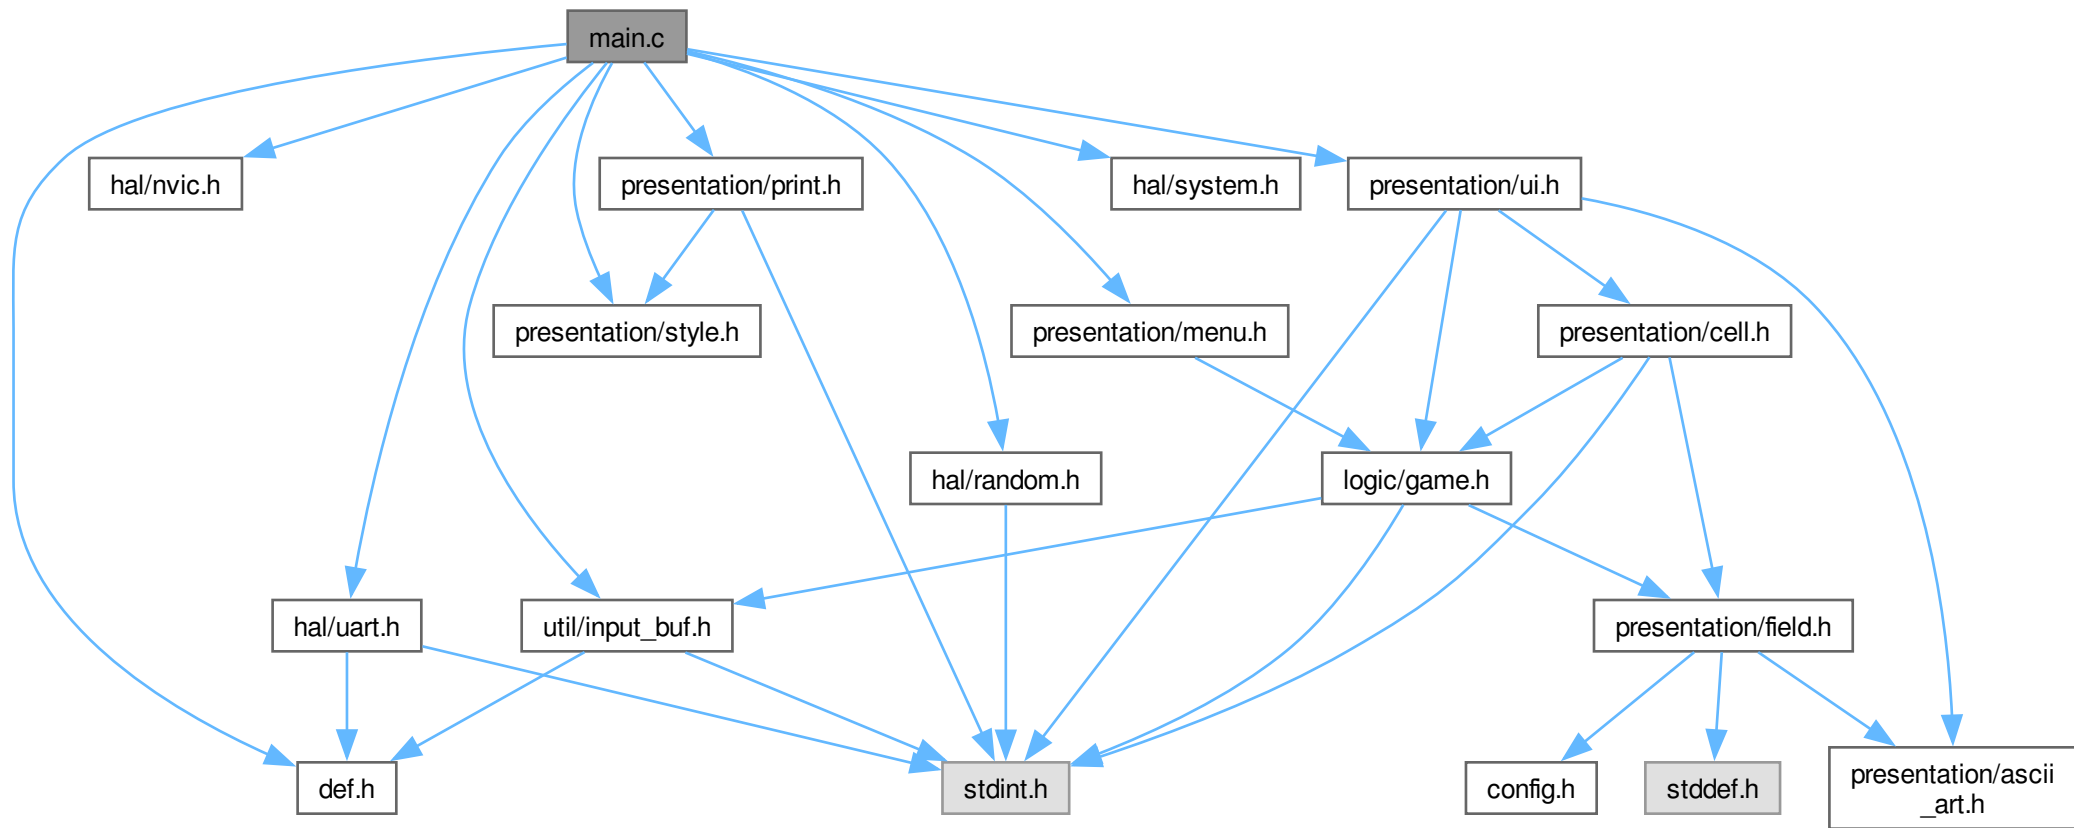 main.c
hal/nvic.h
presentation/print.h
hal/system.h
presentation/ui.h
presentation/style.h
presentation/menu.h
presentation/cell.h
hal/random.h
logic/game.h
hal/uart.h
util/input_buf.h
presentation/field.h
def.h
stdint.h
config.h
stddef.h
presentation/ascii
_art.h